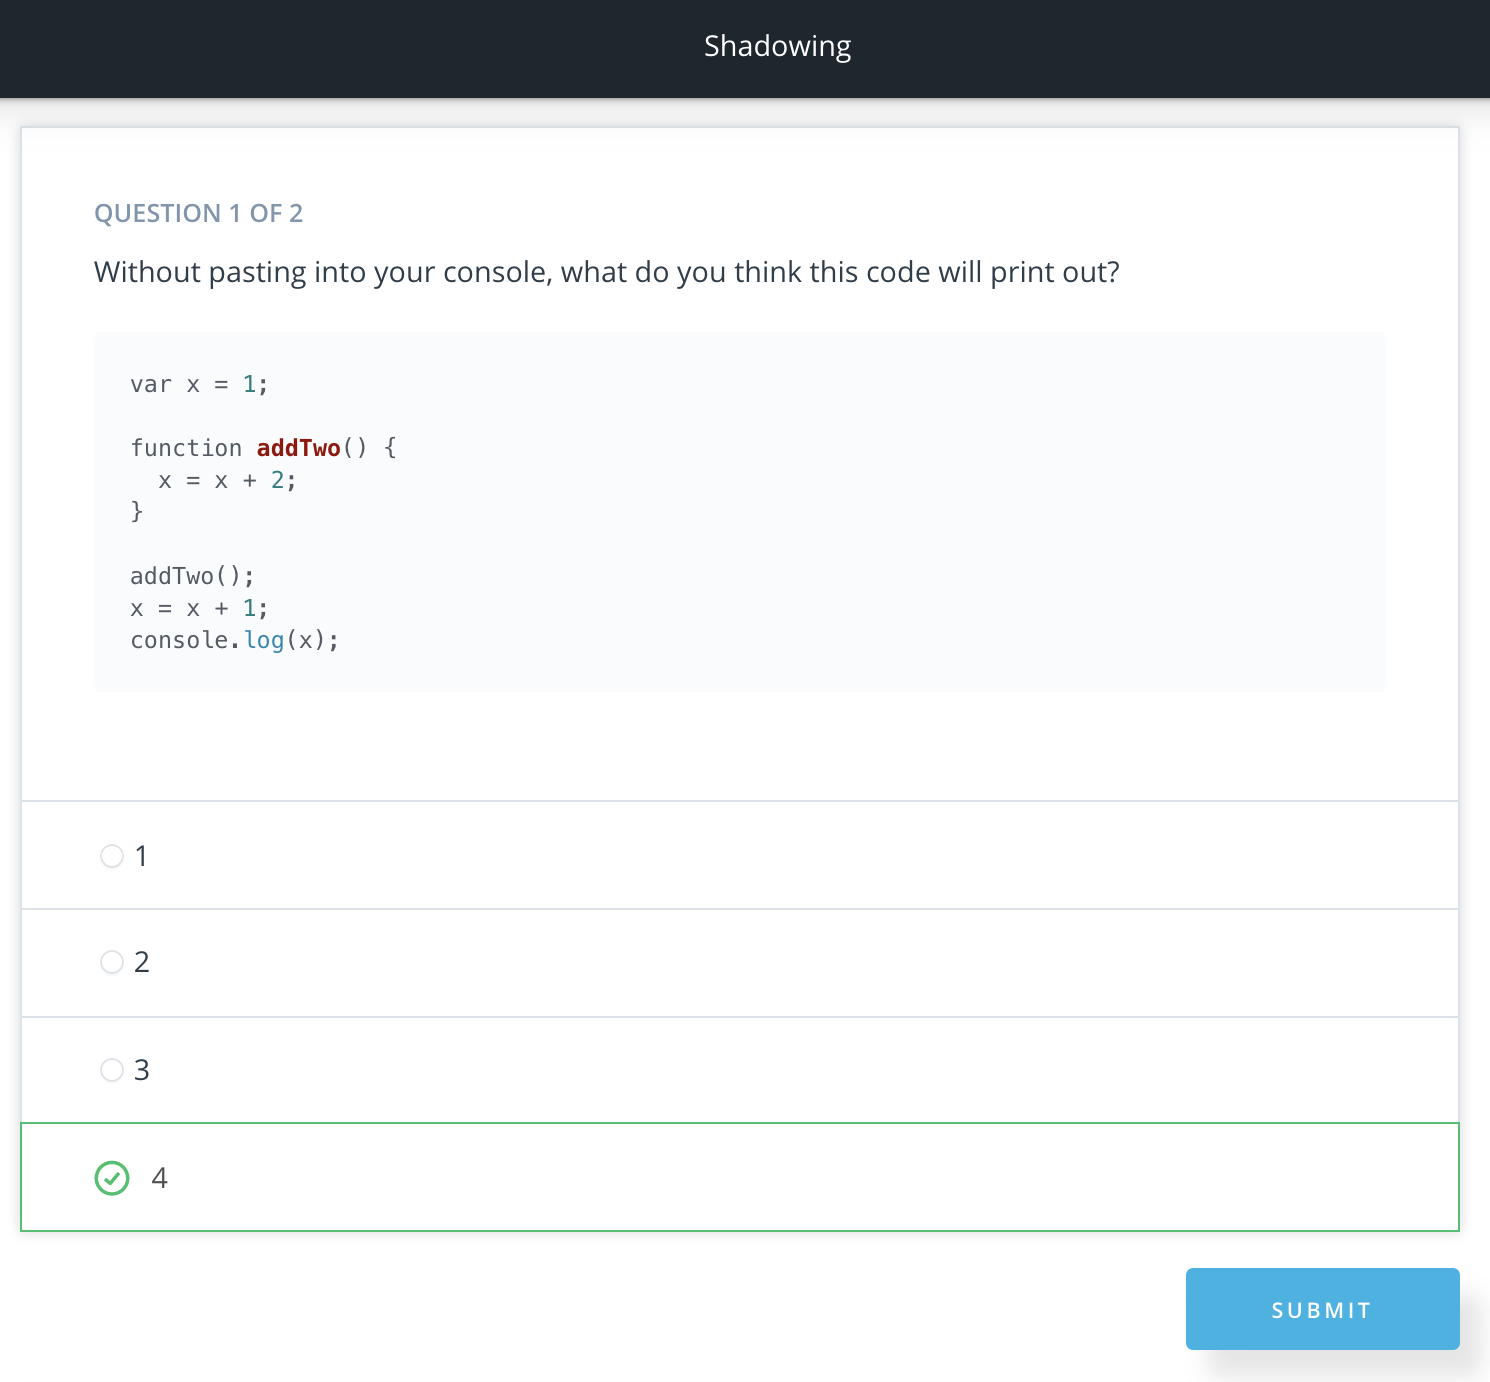 Shadowing
QUESTION 1 OF 2
Without pasting into your console, what do you think this code will print out?
var x = 1;
function addTwo() {
  x = x + 2;
}
addTwo();
x = x + 1;
console.log(x);
1
2
3
4
SUBMIT